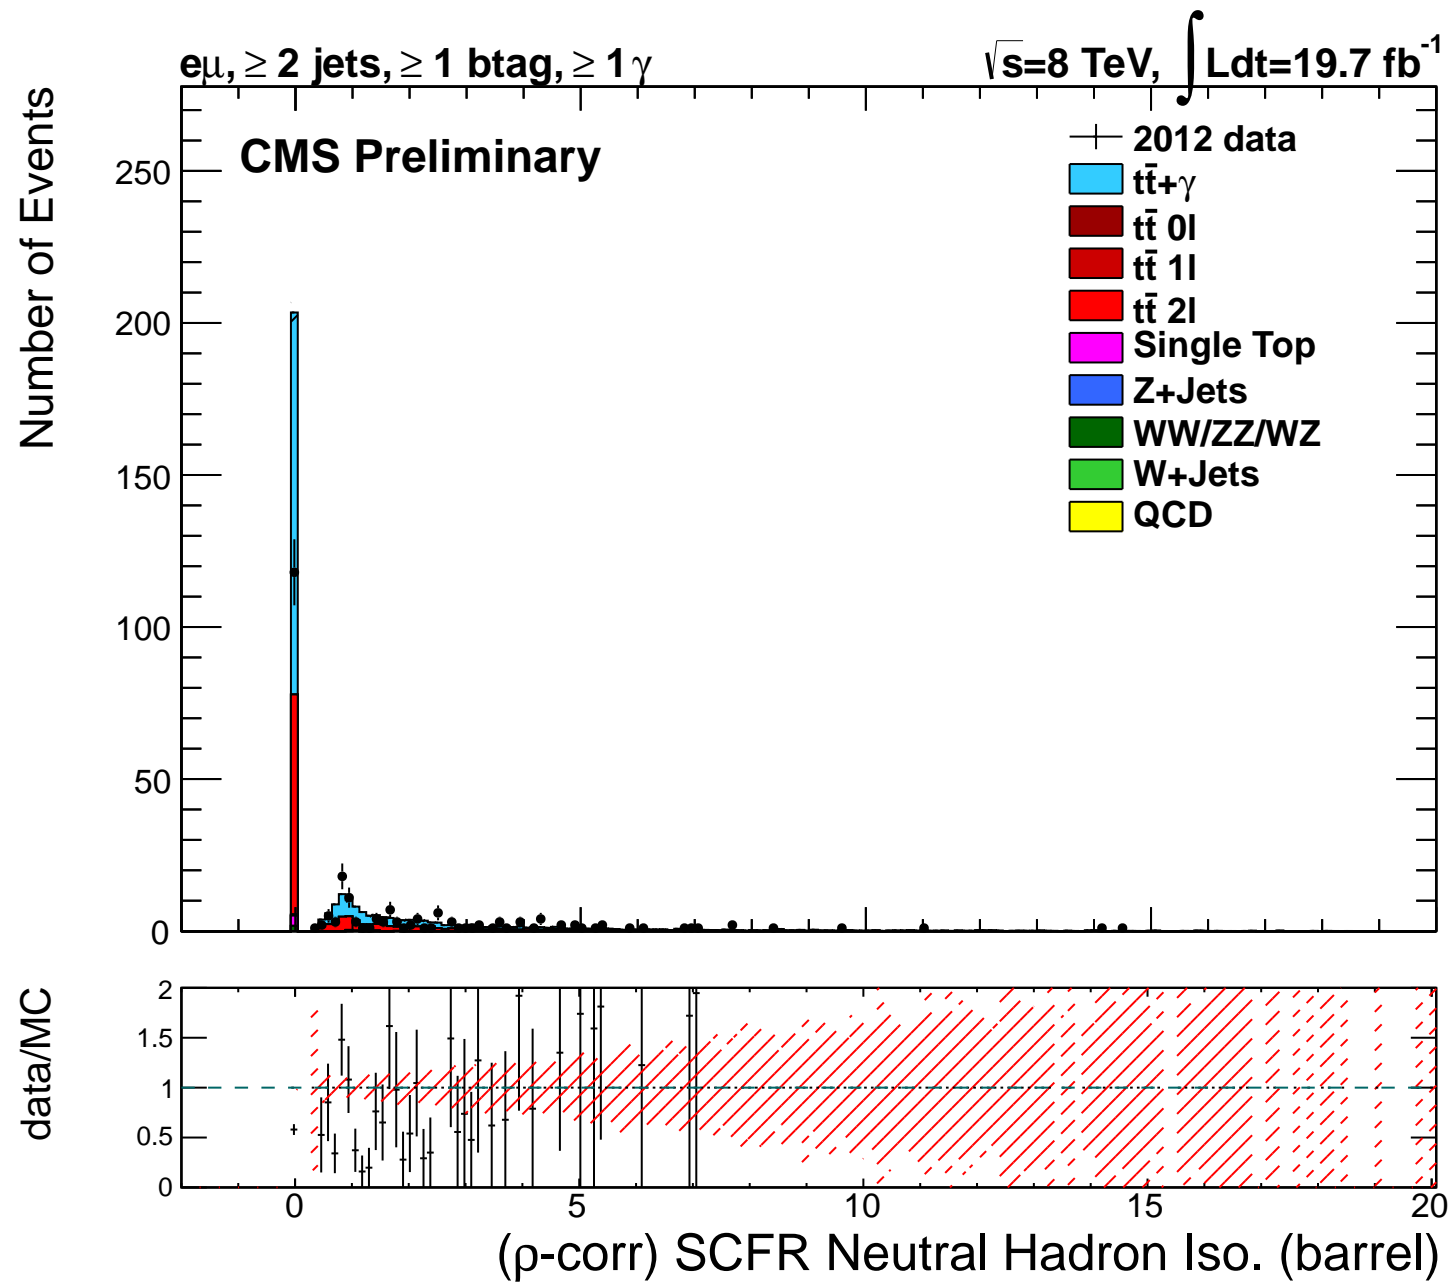 eμ, ≥ 2 jets, ≥ 1 btag, ≥ 1 γ
√s=8 TeV, ∫Ldt=19.7 fb⁻¹
CMS Preliminary
2012 data
tt̄+γ
tt̄ 0l
tt̄ 1l
tt̄ 2l
Single Top
Z+Jets
WW/ZZ/WZ
W+Jets
QCD
Number of Events
250
200
150
100
50
0
data/MC
2
1.5
1
0.5
0
0 5 10 15 20
(ρ-corr) SCFR Neutral Hadron Iso. (barrel)